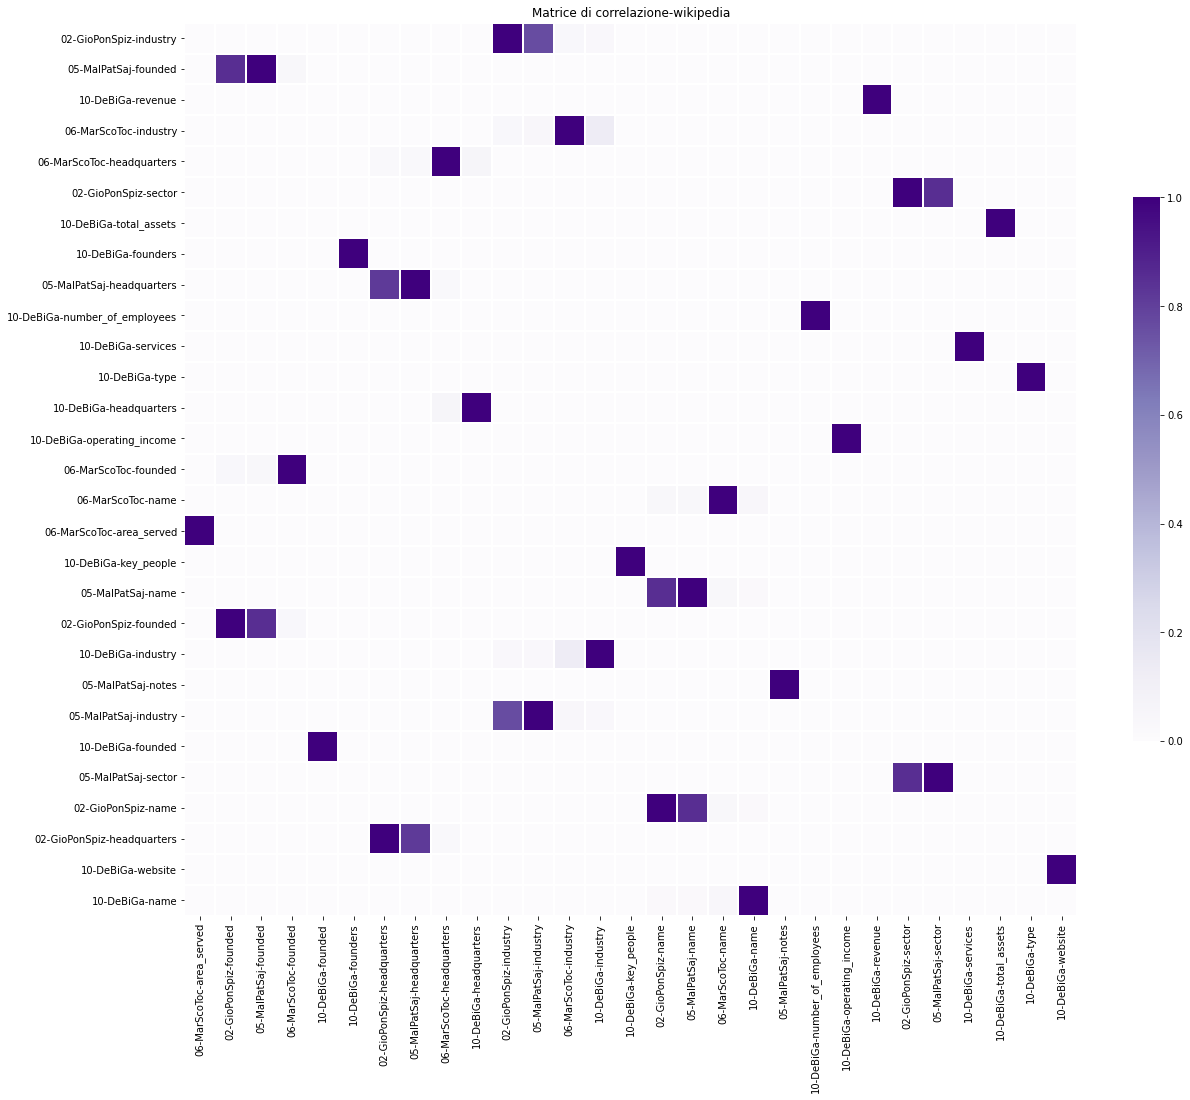 Matrice di correlazione-wikipedia
02-GioPonSpiz-industry
05-MalPatSaj-founded
10-DeBiGa-revenue
06-MarScoToc-industry
06-MarScoToc-headquarters
02-GioPonSpiz-sector
10-DeBiGa-total_assets
10-DeBiGa-founders
05-MalPatSaj-headquarters
10-DeBiGa-number_of_employees
10-DeBiGa-services
10-DeBiGa-type
10-DeBiGa-headquarters
10-DeBiGa-operating_income
06-MarScoToc-founded
06-MarScoToc-name
06-MarScoToc-area_served
10-DeBiGa-key_people
05-MalPatSaj-name
02-GioPonSpiz-founded
10-DeBiGa-industry
05-MalPatSaj-notes
05-MalPatSaj-industry
10-DeBiGa-founded
05-MalPatSaj-sector
02-GioPonSpiz-name
02-GioPonSpiz-headquarters
10-DeBiGa-website
10-DeBiGa-name
06-MarScoToc-area_served
02-GioPonSpiz-founded
05-MalPatSaj-founded
06-MarScoToc-founded
10-DeBiGa-founded
10-DeBiGa-founders
02-GioPonSpiz-headquarters
05-MalPatSaj-headquarters
06-MarScoToc-headquarters
10-DeBiGa-headquarters
02-GioPonSpiz-industry
05-MalPatSaj-industry
06-MarScoToc-industry
10-DeBiGa-industry
10-DeBiGa-key_people
02-GioPonSpiz-name
05-MalPatSaj-name
06-MarScoToc-name
10-DeBiGa-name
05-MalPatSaj-notes
10-DeBiGa-number_of_employees
10-DeBiGa-operating_income
10-DeBiGa-revenue
02-GioPonSpiz-sector
05-MalPatSaj-sector
10-DeBiGa-services
10-DeBiGa-total_assets
10-DeBiGa-type
10-DeBiGa-website
1.0
0.8
0.6
0.4
0.2
0.0